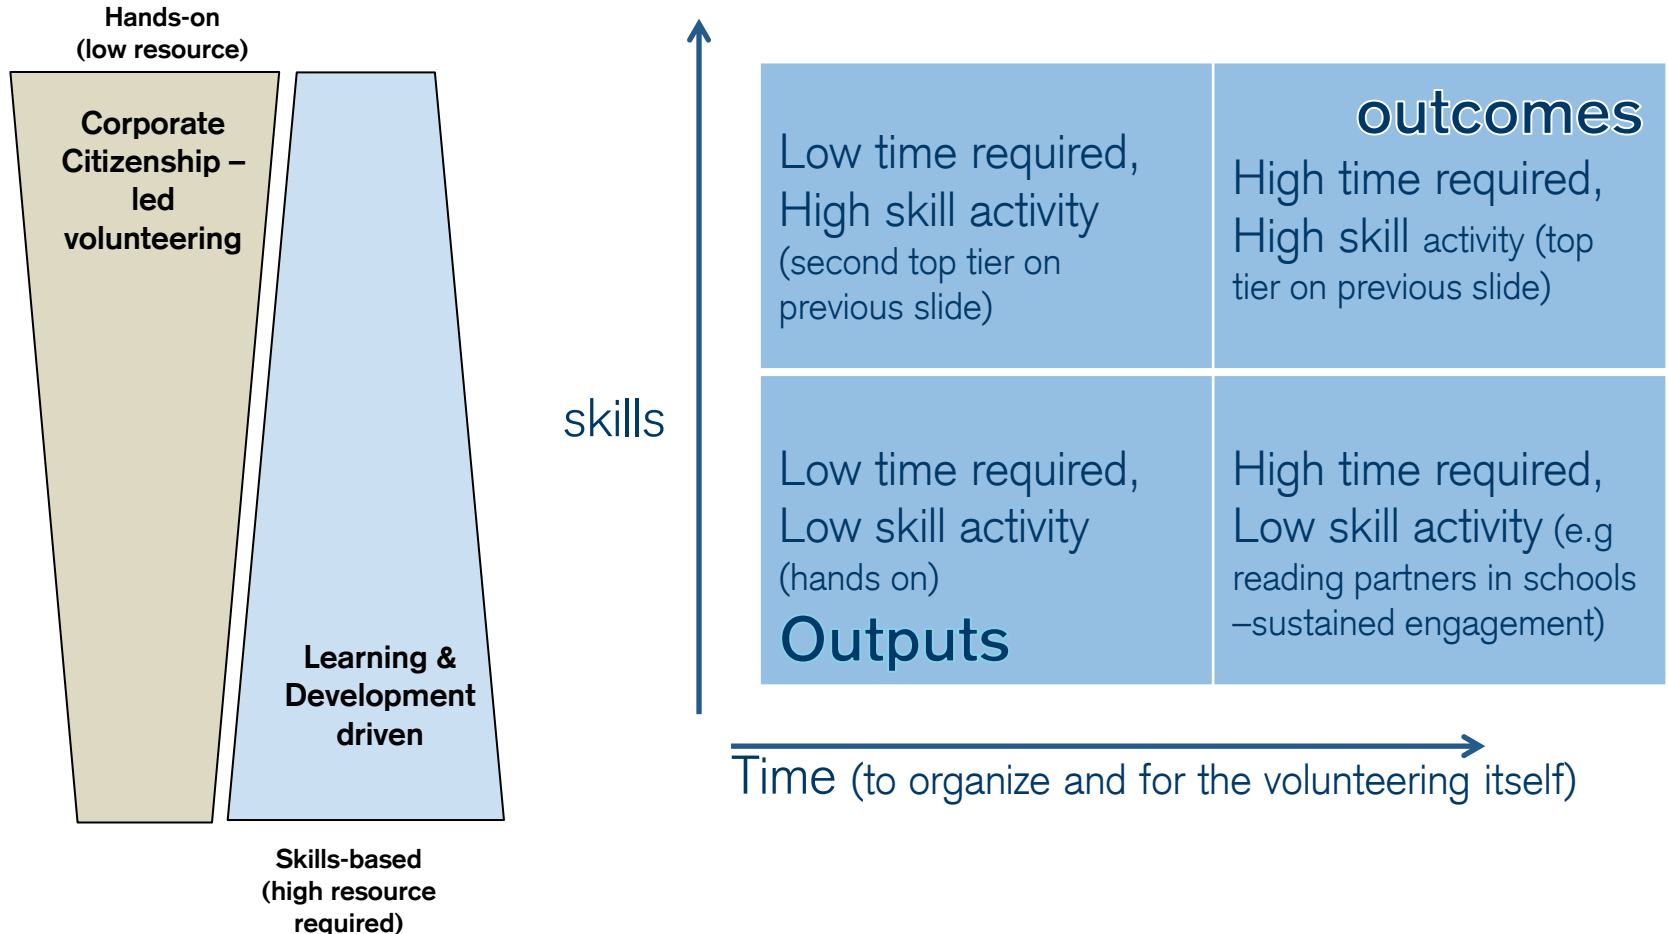 Hands-on
(low resource)
Corporate
Citizenship –
led
volunteering
Learning &
Development
driven
Skills-based
(high resource
required)
skills
Low time required,
High skill activity
(second top tier on
previous slide)
outcomes
High time required,
High skill activity (top
tier on previous slide)
Low time required,
Low skill activity
(hands on)
Outputs
High time required,
Low skill activity (e.g
reading partners in schools
–sustained engagement)
Time (to organize and for the volunteering itself)